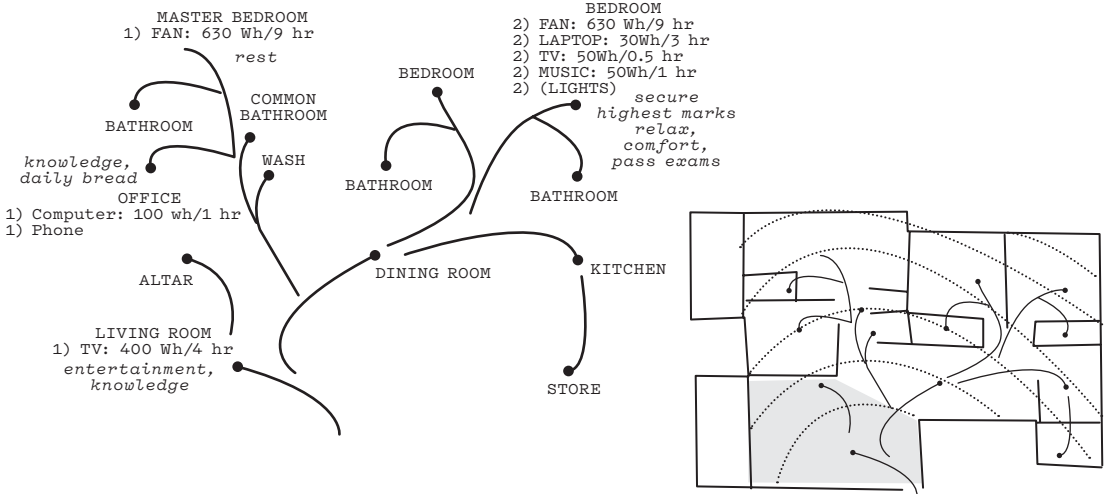 MASTER BEDROOM
1) FAN: 630 Wh/9 hr
rest
BATHROOM
COMMON
BATHROOM
WASH
knowledge,
daily bread
OFFICE
1) Computer: 100 wh/1 hr
1) Phone
ALTAR
LIVING ROOM
1) TV: 400 Wh/4 hr
entertainment,
knowledge
BEDROOM
BATHROOM
BEDROOM
2) FAN: 630 Wh/9 hr
2) LAPTOP: 30Wh/3 hr
2) TV: 50Wh/0.5 hr
2) MUSIC: 50Wh/1 hr
2) (LIGHTS)
secure
highest marks
relax,
comfort,
pass exams
BATHROOM
DINING ROOM
KITCHEN
STORE